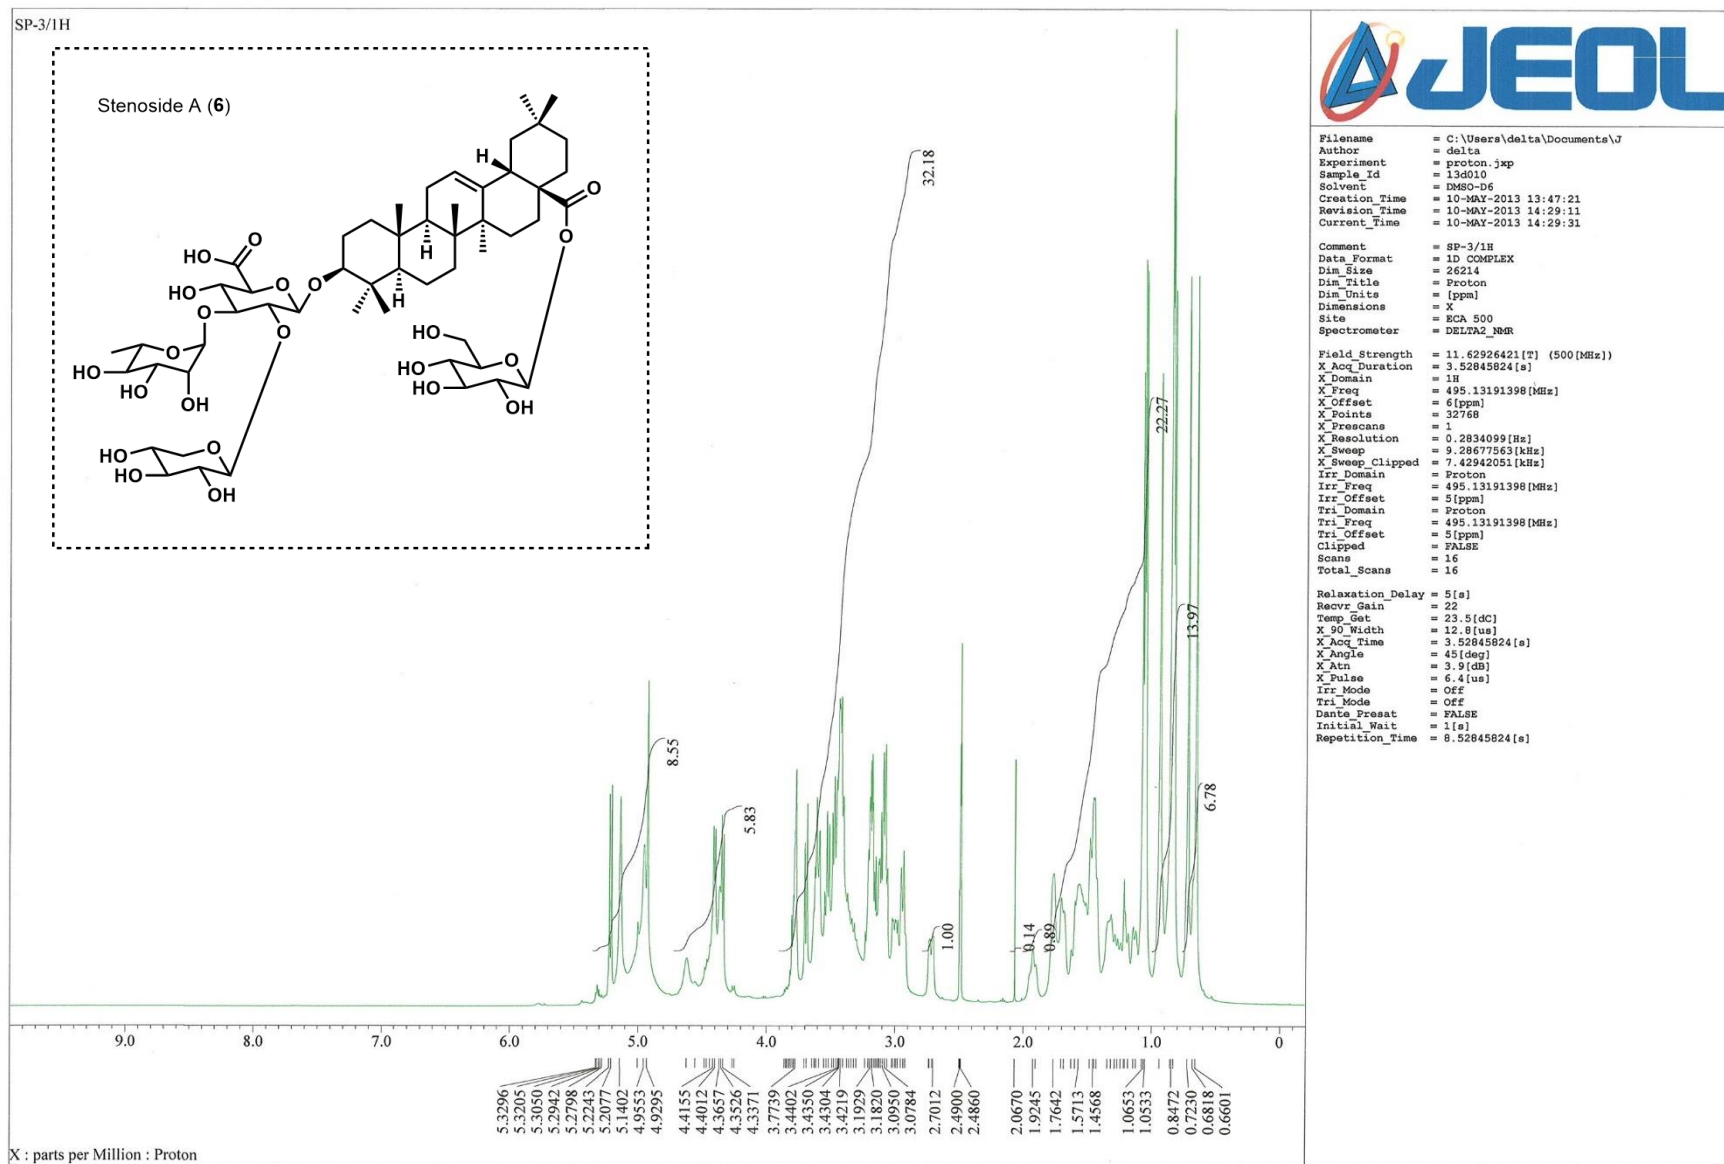 SP-3/1H
Stenoside A (6)
H
O
O
H
H
HO
O
HO
O
O
O
O
O
O
HO
HO
OH
HO
HO
O
HO
OH
HO
O
HO
OH
32.18
22.27
13.97
6.78
8.55
5.83
1.00
0.14
0.89
9.0 8.0 7.0 6.0 5.0 4.0 3.0 2.0 1.0 0
5.3296
5.3205
5.3050
5.2942
5.2798
5.2243
5.2077
5.1402
4.9553
4.9295
4.4155
4.4012
4.3657
4.3526
4.3371
3.7739
3.4402
3.4350
3.4304
3.4219
3.1929
3.1820
3.0950
3.0784
2.7012
2.4900
2.4860
2.0670
1.9245
1.7642
1.5713
1.4568
1.0653
1.0533
0.8472
0.7230
0.6818
0.6601
X : parts per Million : Proton
JEOL
Filename = C:\Users\delta\Documents\J
Author = delta
Experiment = proton.jxp
Sample_Id = 13d010
Solvent = DMSO-D6
Creation_Time = 10-MAY-2013 13:47:21
Revision_Time = 10-MAY-2013 14:29:11
Current_Time = 10-MAY-2013 14:29:31
Comment = SP-3/1H
Data_Format = 1D COMPLEX
Dim_Size = 26214
Dim_Title = Proton
Dim_Units = [ppm]
Dimensions = X
Site = ECA 500
Spectrometer = DELTA2_NMR
Field_Strength = 11.62926421[T] (500[MHz])
X_Acq_Duration = 3.52845824[s]
X_Domain = 1H
X_Freq = 495.13191398[MHz]
X_Offset = 6[ppm]
X_Points = 32768
X_Prescans = 1
X_Resolution = 0.2834099[Hz]
X_Sweep = 9.28677563[kHz]
X_Sweep_Clipped = 7.42942051[kHz]
Irr_Domain = Proton
Irr_Freq = 495.13191398[MHz]
Irr_Offset = 5[ppm]
Tri_Domain = Proton
Tri_Freq = 495.13191398[MHz]
Tri_Offset = 5[ppm]
Clipped = FALSE
Scans = 16
Total_Scans = 16
Relaxation_Delay = 5[s]
Recvr_Gain = 22
Temp_Get = 23.5[dC]
X_90_Width = 12.8[us]
X_Acq_Time = 3.52845824[s]
X_Angle = 45[deg]
X_Atn = 3.9[dB]
X_Pulse = 6.4[us]
Irr_Mode = Off
Tri_Mode = Off
Dante_Presat = FALSE
Initial_Wait = 1[s]
Repetition_Time = 8.52845824[s]